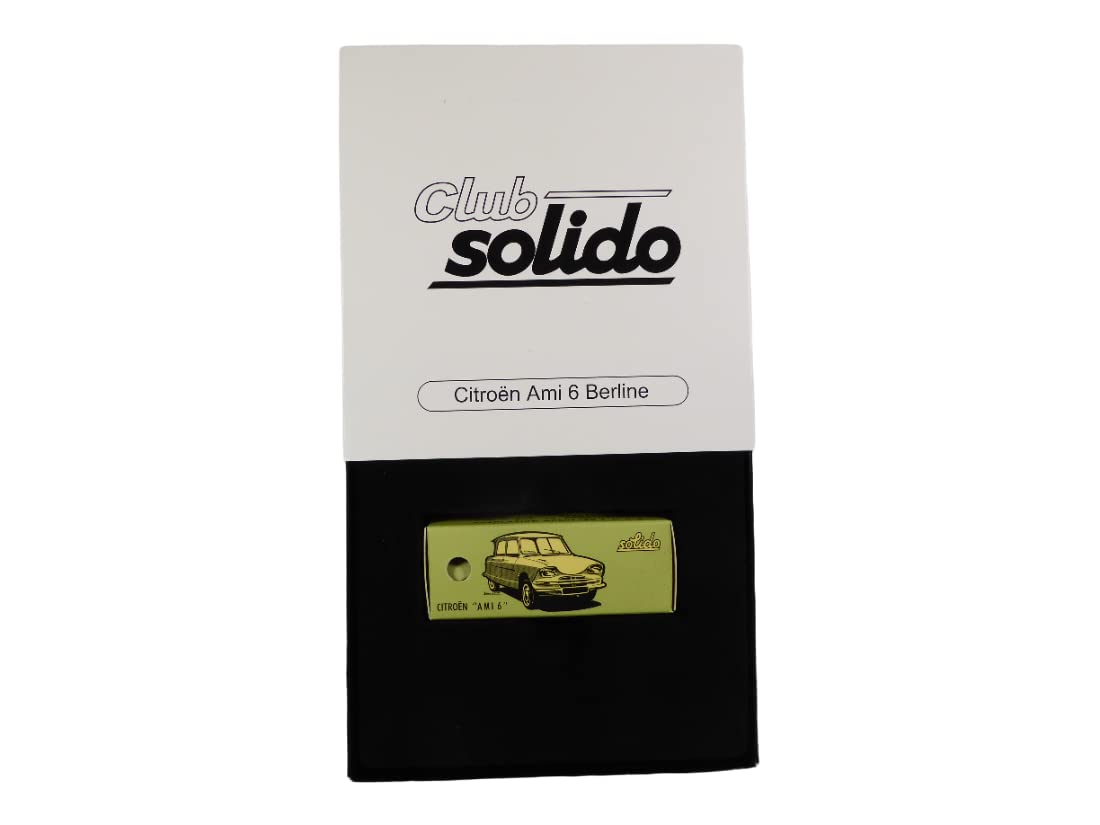 Club
solido
Citroën Ami 6 Berline
solido
CITROËN "AMI 6"